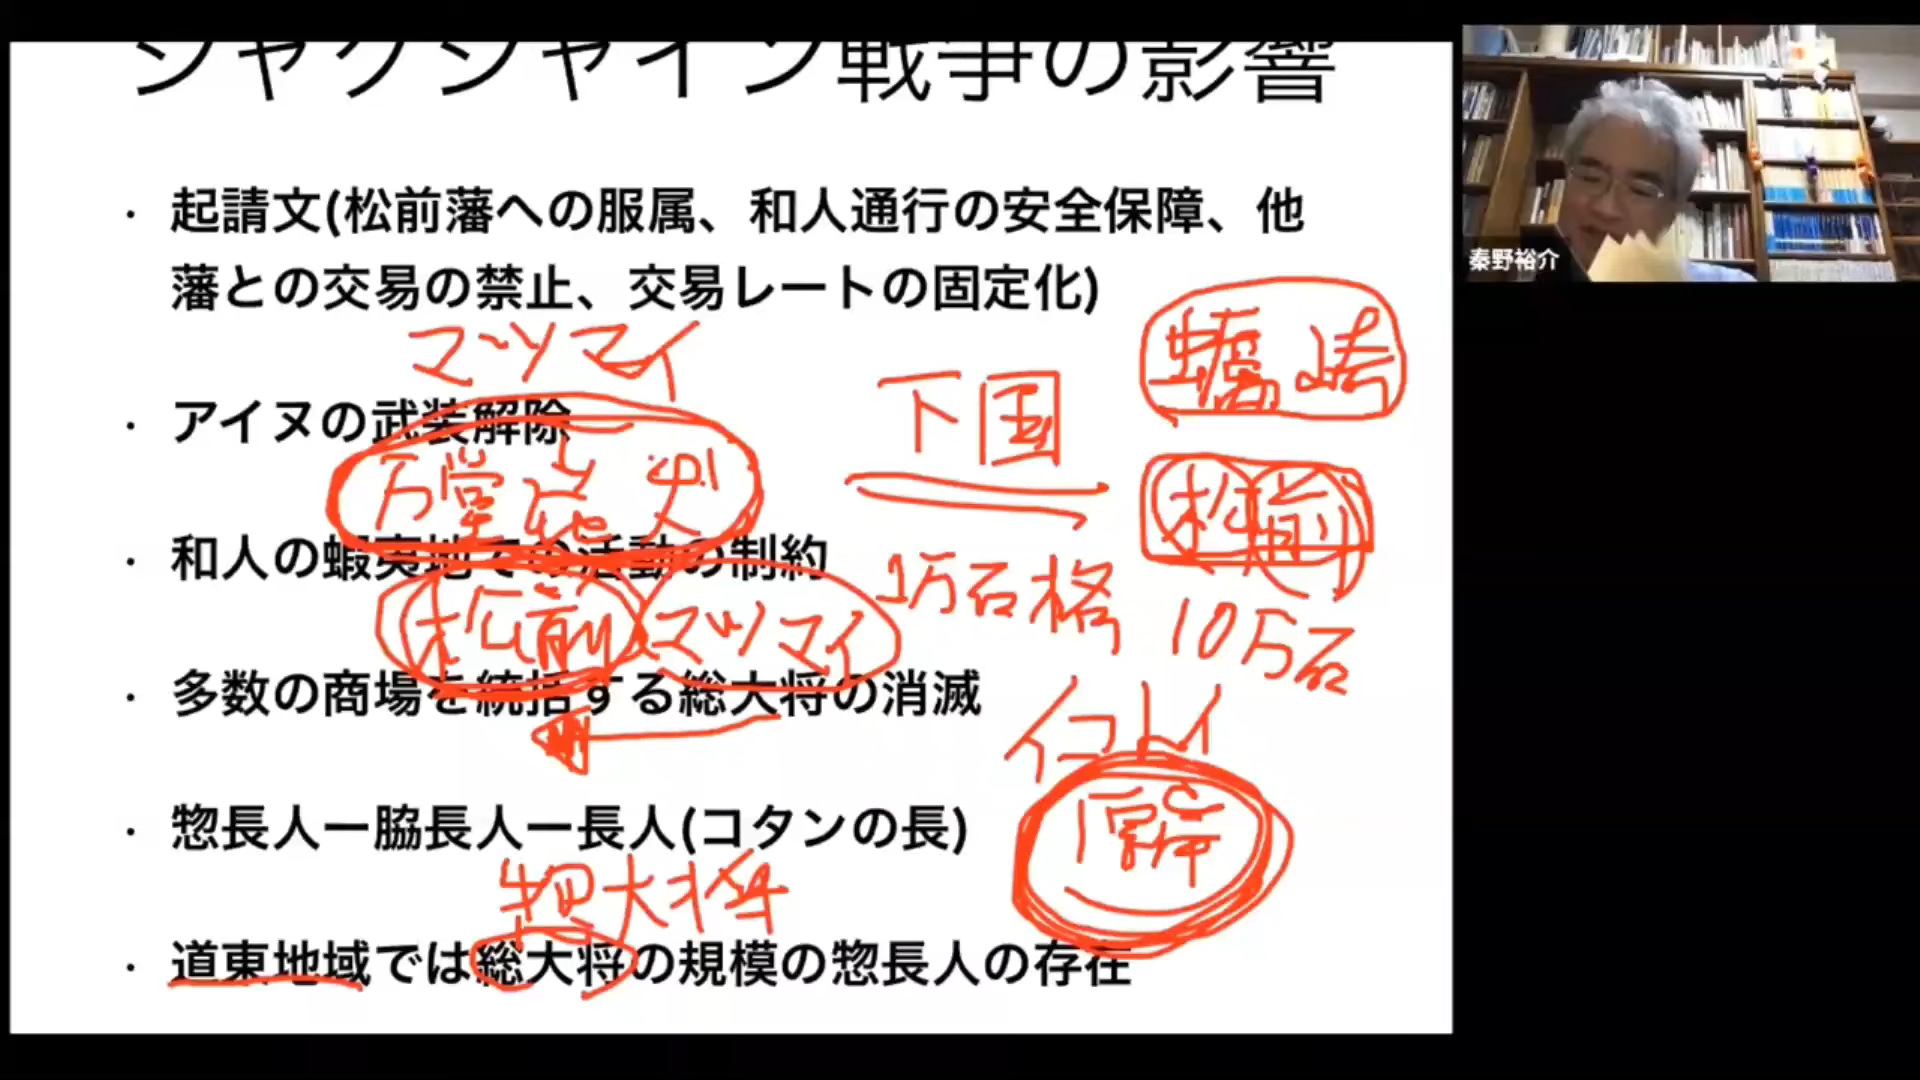 シャクシャイン戦争の影響
秦野裕介
・起請文(松前藩への服属、和人通行の安全保障、他
藩との交易の禁止、交易レートの固定化)
マツマイ
蠣崎
下国
・アイヌの武装解除
松前
・和人の蝦夷地での活動の制約
1万石格
10万石
松前
マツマイ
・多数の商場を統括する総大将の消滅
イコトイ
厚岸
・惣長人ー脇長人ー長人(コタンの長)
惣大将
・道東地域では総大将の規模の惣長人の存在